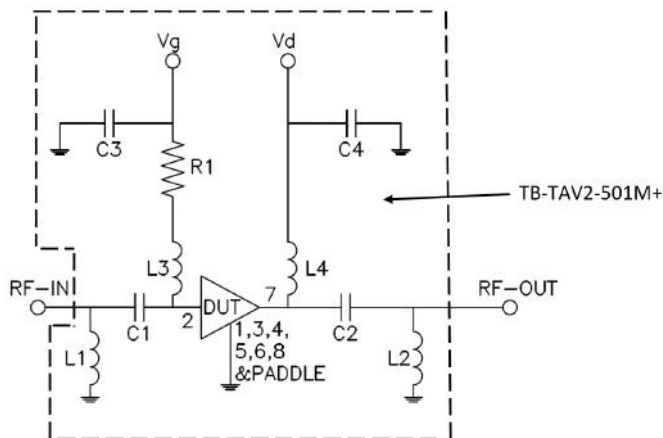 Vg
Vd
C3
C4
R1
TB-TAV2-501M+
L3
L4
RF-IN
DUT
7
RF-OUT
C1
2
1,3,4,
5,6,8
&PADDLE
C2
L1
L2